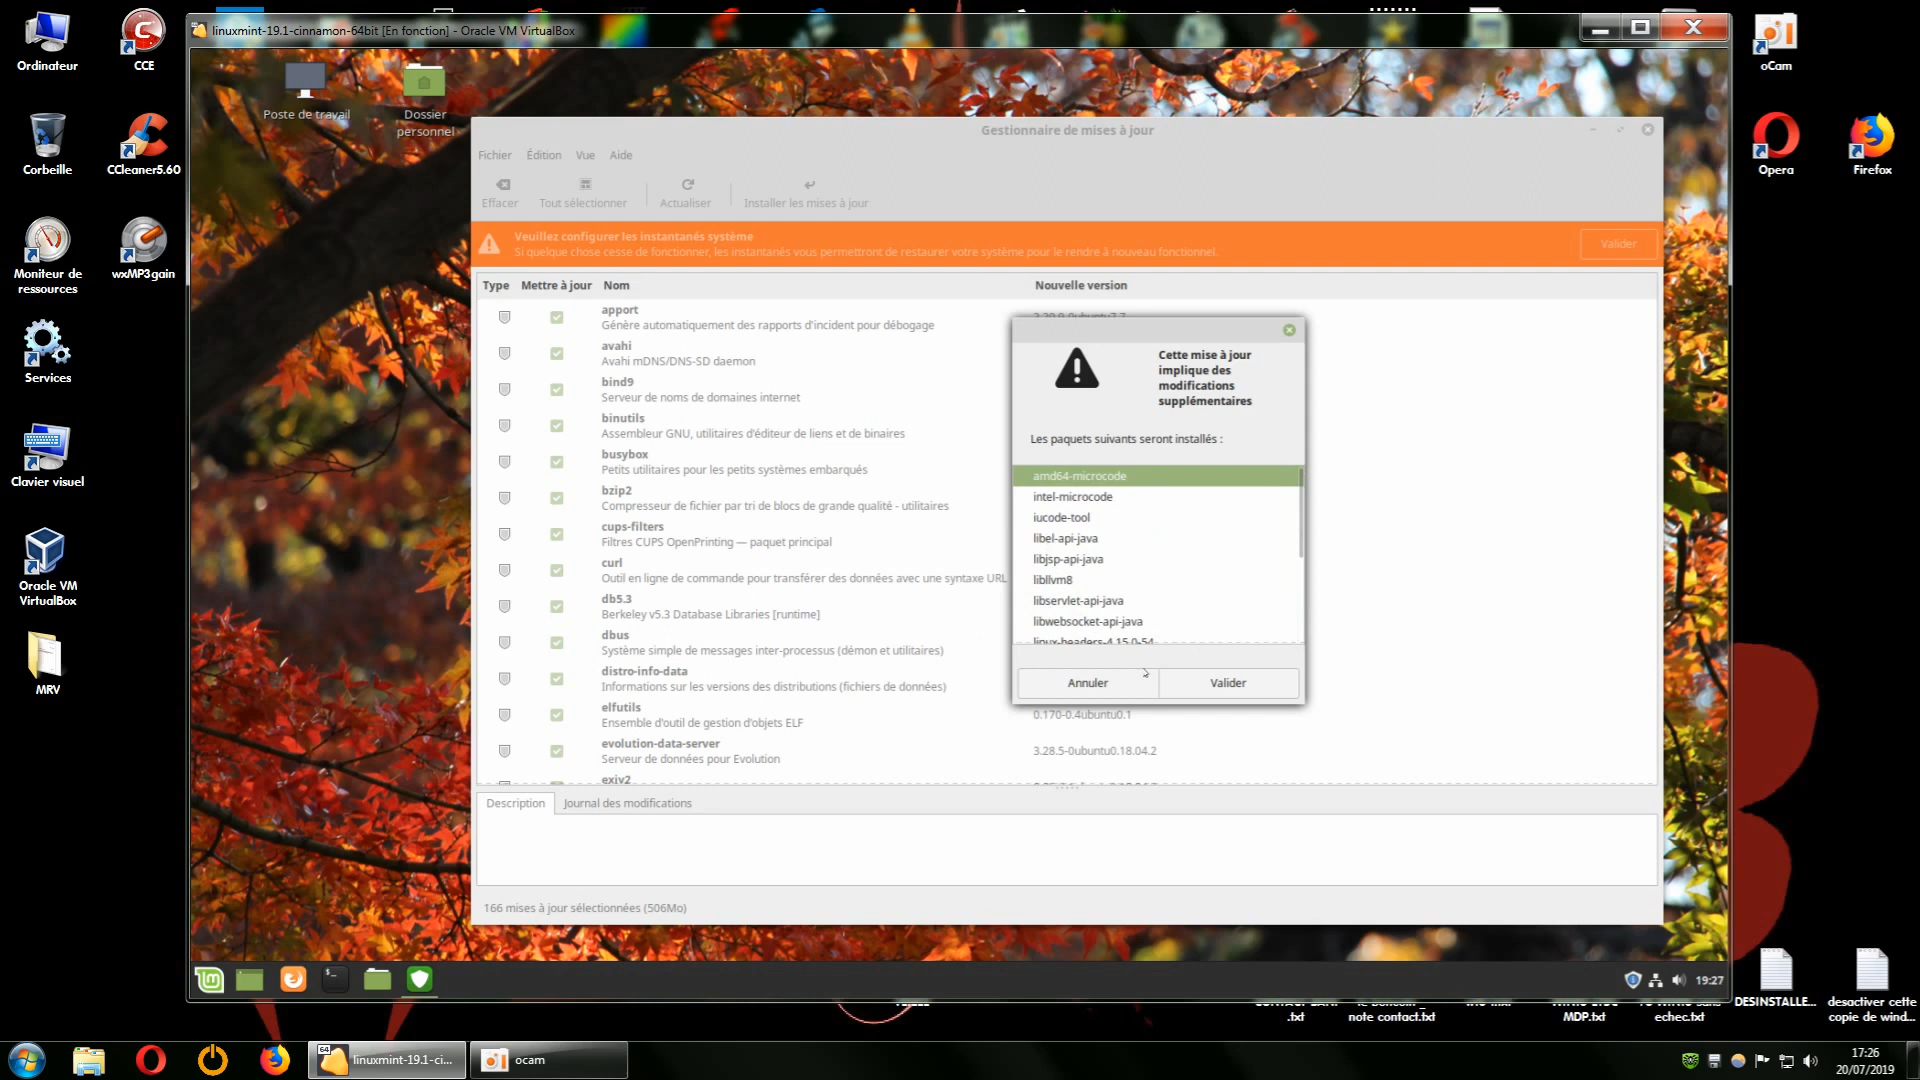 Ordinateur
CCE
Corbeille
CCleaner5.60
Moniteur de
ressources
wxMP3gain
Services
Clavier visuel
Oracle VM
VirtualBox
MRV
linuxmint-19.1-cinnamon-64bit [En fonction] - Oracle VM VirtualBox
Poste de travail
Dossier
personnel
Gestionnaire de mises à jour
Fichier Édition Vue Aide
Effacer Tout sélectionner Actualiser Installer les mises à jour
Veuillez configurer les instantanés système
Si quelque chose cesse de fonctionner, les instantanés vous permettront de restaurer votre système pour le rendre à nouveau fonctionnel.
Valider
Type Mettre à jour Nom Nouvelle version
apport
Génère automatiquement des rapports d'incident pour débogage
avahi
Avahi mDNS/DNS-SD daemon
bind9
Serveur de noms de domaines internet
binutils
Assembleur GNU, utilitaires d'éditeur de liens et de binaires
busybox
Petits utilitaires pour les petits systèmes embarqués
bzip2
Compresseur de fichier par tri de blocs de grande qualité - utilitaires
cups-filters
Filtres CUPS OpenPrinting — paquet principal
curl
Outil en ligne de commande pour transférer des données avec une syntaxe URL
db5.3
Berkeley v5.3 Database Libraries [runtime]
dbus
Système simple de messages inter-processus (démon et utilitaires)
distro-info-data
Informations sur les versions des distributions (fichiers de données)
elfutils
Ensemble d'outil de gestion d'objets ELF
0.170-0.4ubuntu0.1
evolution-data-server
Serveur de données pour Evolution
3.28.5-0ubuntu0.18.04.2
exiv2
Cette mise à jour
implique des
modifications
supplémentaires
Les paquets suivants seront installés :
amd64-microcode
intel-microcode
iucode-tool
libel-api-java
libjsp-api-java
libllvm8
libservlet-api-java
libwebsocket-api-java
linux-headers-4.15.0-54
Annuler Valider
Description Journal des modifications
166 mises à jour sélectionnées (506Mo)
19:27
oCam
Opera
Firefox
.txt
note contact.txt
MDP.txt
echec.txt
DESINSTALLE...
desactiver cette
copie de wind...
64
linuxmint-19.1-ci...
ocam
17:26
20/07/2019